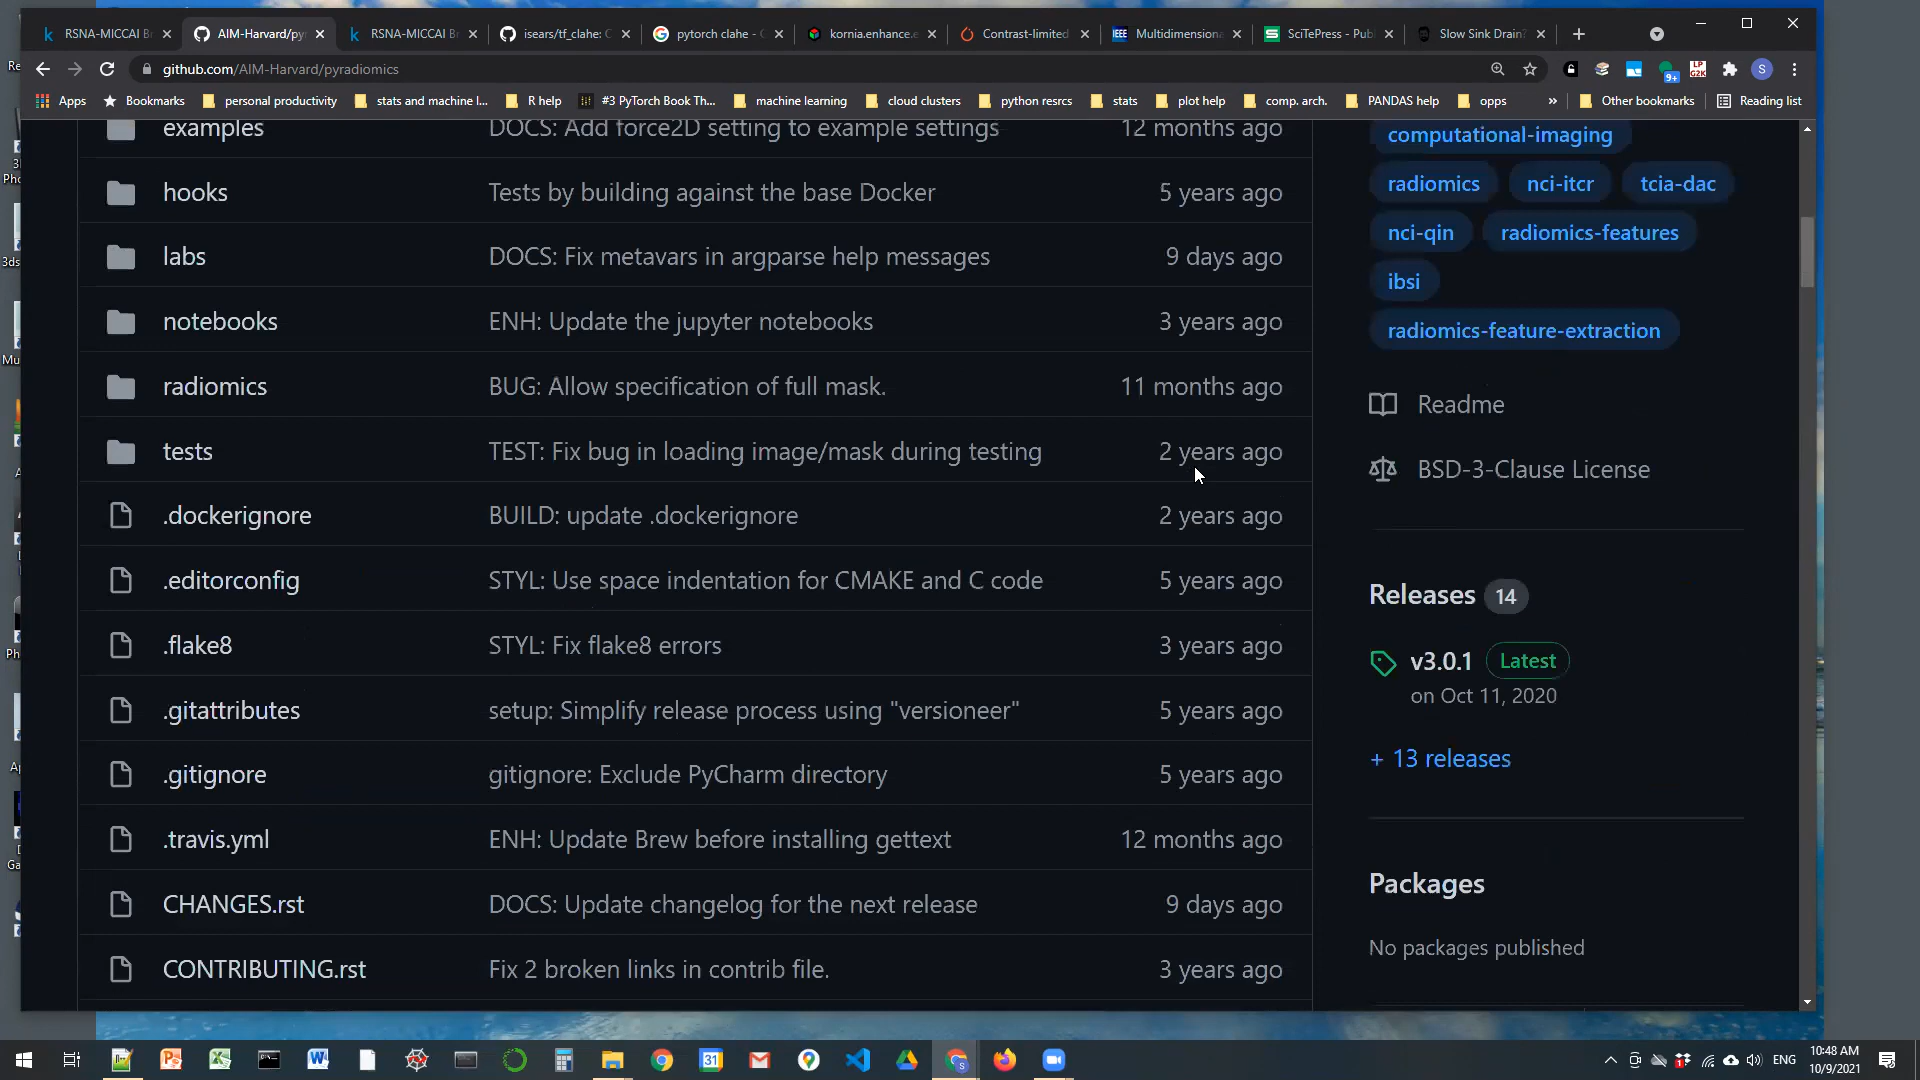 RSNA-MICCAI B
AIM-Harvard/pyr
RSNA-MICCAI B
isears/tf_clahe: C
pytorch clahe -
kornia.enhance.e
Contrast-limited
Multidimensiona
SciTePress - Pub
Slow Sink Drain?
github.com/AIM-Harvard/pyradiomics
9+
S
Apps
Bookmarks
personal productivity
stats and machine l...
R help
#3 PyTorch Book Th...
machine learning
cloud clusters
python resrcs
stats
plot help
comp. arch.
PANDAS help
opps
»
Other bookmarks
Reading list
examples
DOCS: Add force2D setting to example settings
12 months ago
hooks
Tests by building against the base Docker
5 years ago
labs
DOCS: Fix metavars in argparse help messages
9 days ago
notebooks
ENH: Update the jupyter notebooks
3 years ago
radiomics
BUG: Allow specification of full mask.
11 months ago
tests
TEST: Fix bug in loading image/mask during testing
2 years ago
.dockerignore
BUILD: update .dockerignore
2 years ago
.editorconfig
STYL: Use space indentation for CMAKE and C code
5 years ago
.flake8
STYL: Fix flake8 errors
3 years ago
.gitattributes
setup: Simplify release process using "versioneer"
5 years ago
.gitignore
gitignore: Exclude PyCharm directory
5 years ago
.travis.yml
ENH: Update Brew before installing gettext
12 months ago
CHANGES.rst
DOCS: Update changelog for the next release
9 days ago
CONTRIBUTING.rst
Fix 2 broken links in contrib file.
3 years ago
computational-imaging
radiomics
nci-itcr
tcia-dac
nci-qin
radiomics-features
ibsi
radiomics-feature-extraction
Readme
BSD-3-Clause License
Releases 14
v3.0.1 Latest
on Oct 11, 2020
+ 13 releases
Packages
No packages published
ENG
10:48 AM
10/9/2021